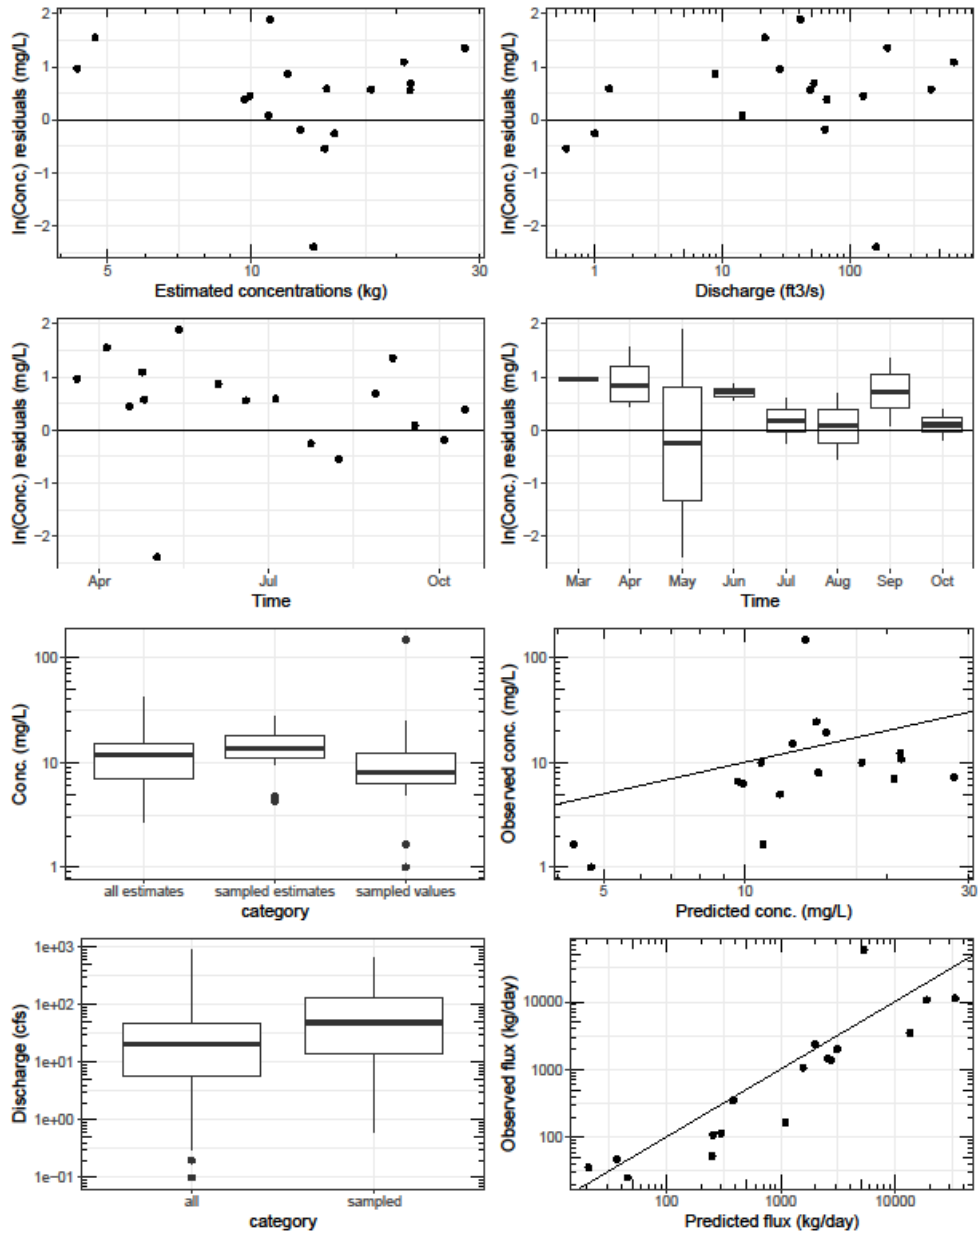 ln(Conc.) residuals (mg/L)
2
1
0
−1
−2
5
10
30
Estimated concentrations (kg)
ln(Conc.) residuals (mg/L)
2
1
0
−1
−2
1
10
100
Discharge (ft3/s)
ln(Conc.) residuals (mg/L)
2
1
0
−1
−2
Apr
Jul
Oct
Time
ln(Conc.) residuals (mg/L)
2
1
0
−1
−2
Mar
Apr
May
Jun
Jul
Aug
Sep
Oct
Time
Conc. (mg/L)
100
10
1
all estimates
sampled estimates
sampled values
category
Observed conc. (mg/L)
100
10
1
5
10
30
Predicted conc. (mg/L)
Discharge (cfs)
1e+03
1e+02
1e+01
1e+00
1e−01
all
sampled
category
Observed flux (kg/day)
10000
1000
100
100
1000
10000
Predicted flux (kg/day)